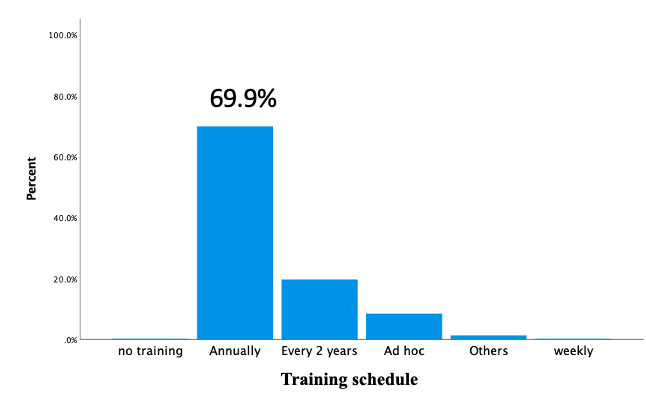 100.0%
69.9%
80.0%
60.0%
Percent
40.0%
20.0%
.0%
no training Annually Every 2 years Ad hoc Others weekly
Training schedule